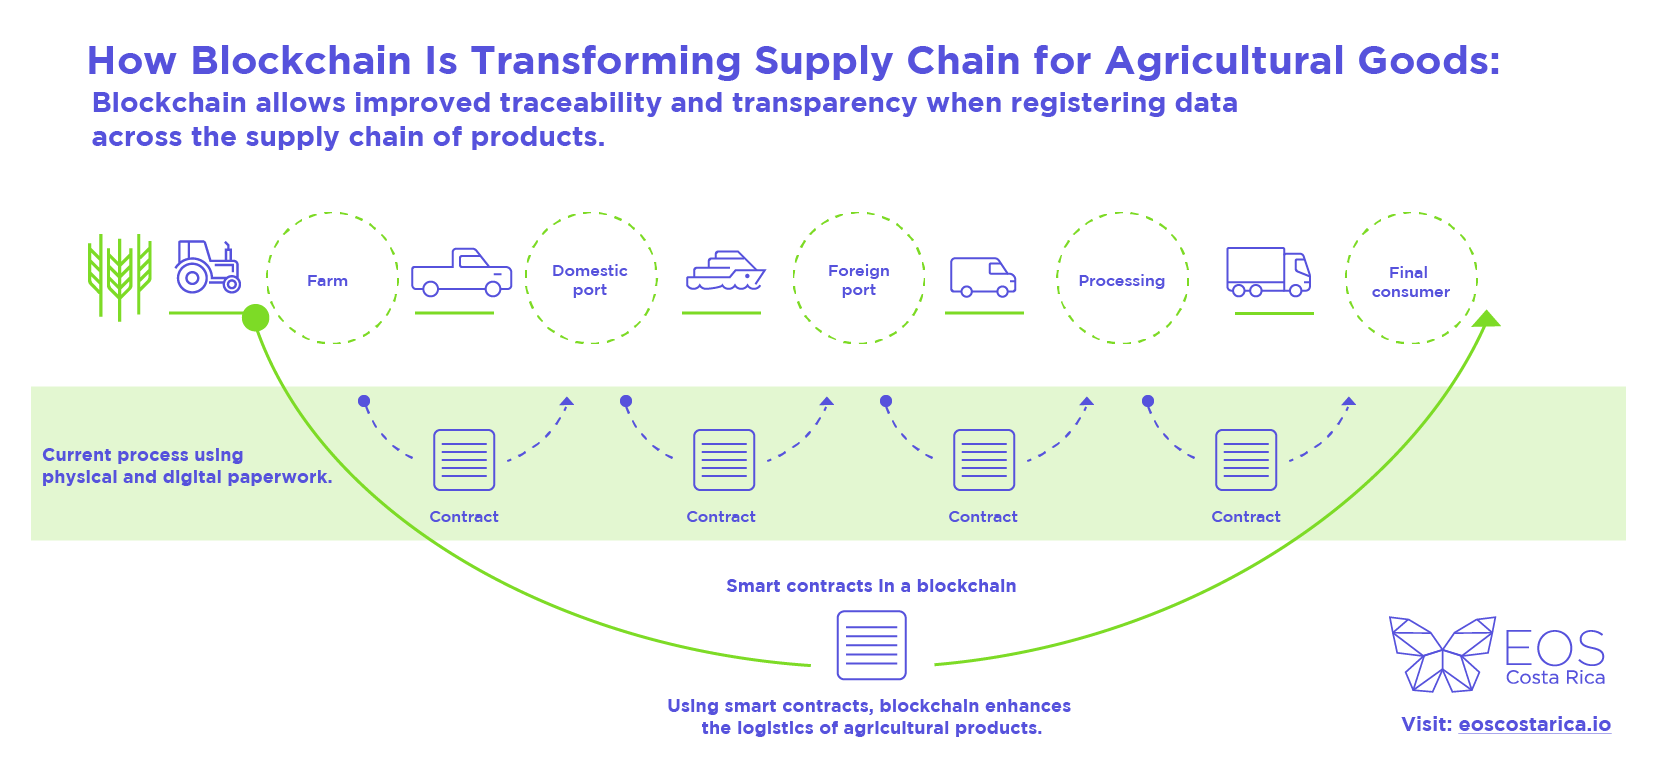 How Blockchain Is Transforming Supply Chain for Agricultural Goods:
Blockchain allows improved traceability and transparency when registering data
across the supply chain of products.
Farm
Domestic
port
Foreign
port
Processing
Final
consumer
Current process using
physical and digital paperwork.
Contract
Contract
Contract
Contract
Smart contracts in a blockchain
Using smart contracts, blockchain enhances
the logistics of agricultural products.
EOS
Costa Rica
Visit: eoscostarica.io